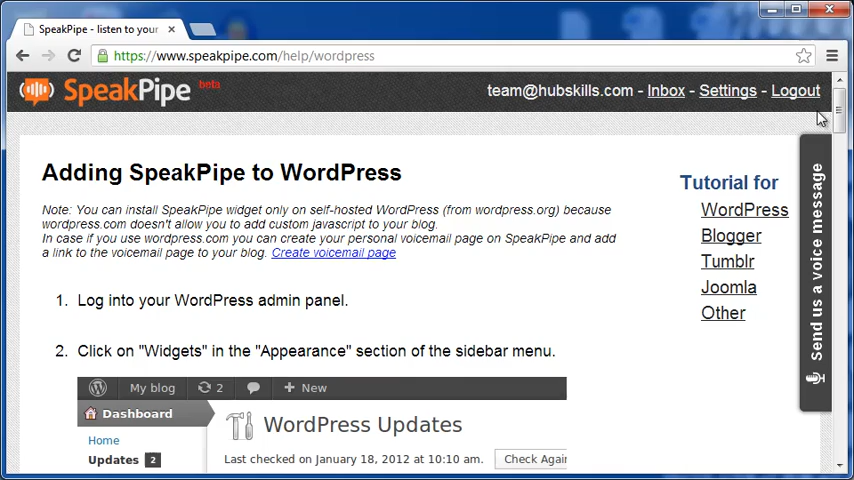 SpeakPipe - listen to your
https://www.speakpipe.com/help/wordpress
SpeakPipe beta
team@hubskills.com - Inbox - Settings - Logout
Adding SpeakPipe to WordPress
Note: You can install SpeakPipe widget only on self-hosted WordPress (from wordpress.org) because
wordpress.com doesn't allow you to add custom javascript to your blog.
In case if you use wordpress.com you can create your personal voicemail page on SpeakPipe and add
a link to the voicemail page to your blog. Create voicemail page
Tutorial for
WordPress
Blogger
Tumblr
Joomla
Other
Send us a voice message
1. Log into your WordPress admin panel.
2. Click on "Widgets" in the "Appearance" section of the sidebar menu.
My blog 2 + New
Dashboard
Home
Updates 2
WordPress Updates
Last checked on January 18, 2012 at 10:10 am. Check Again